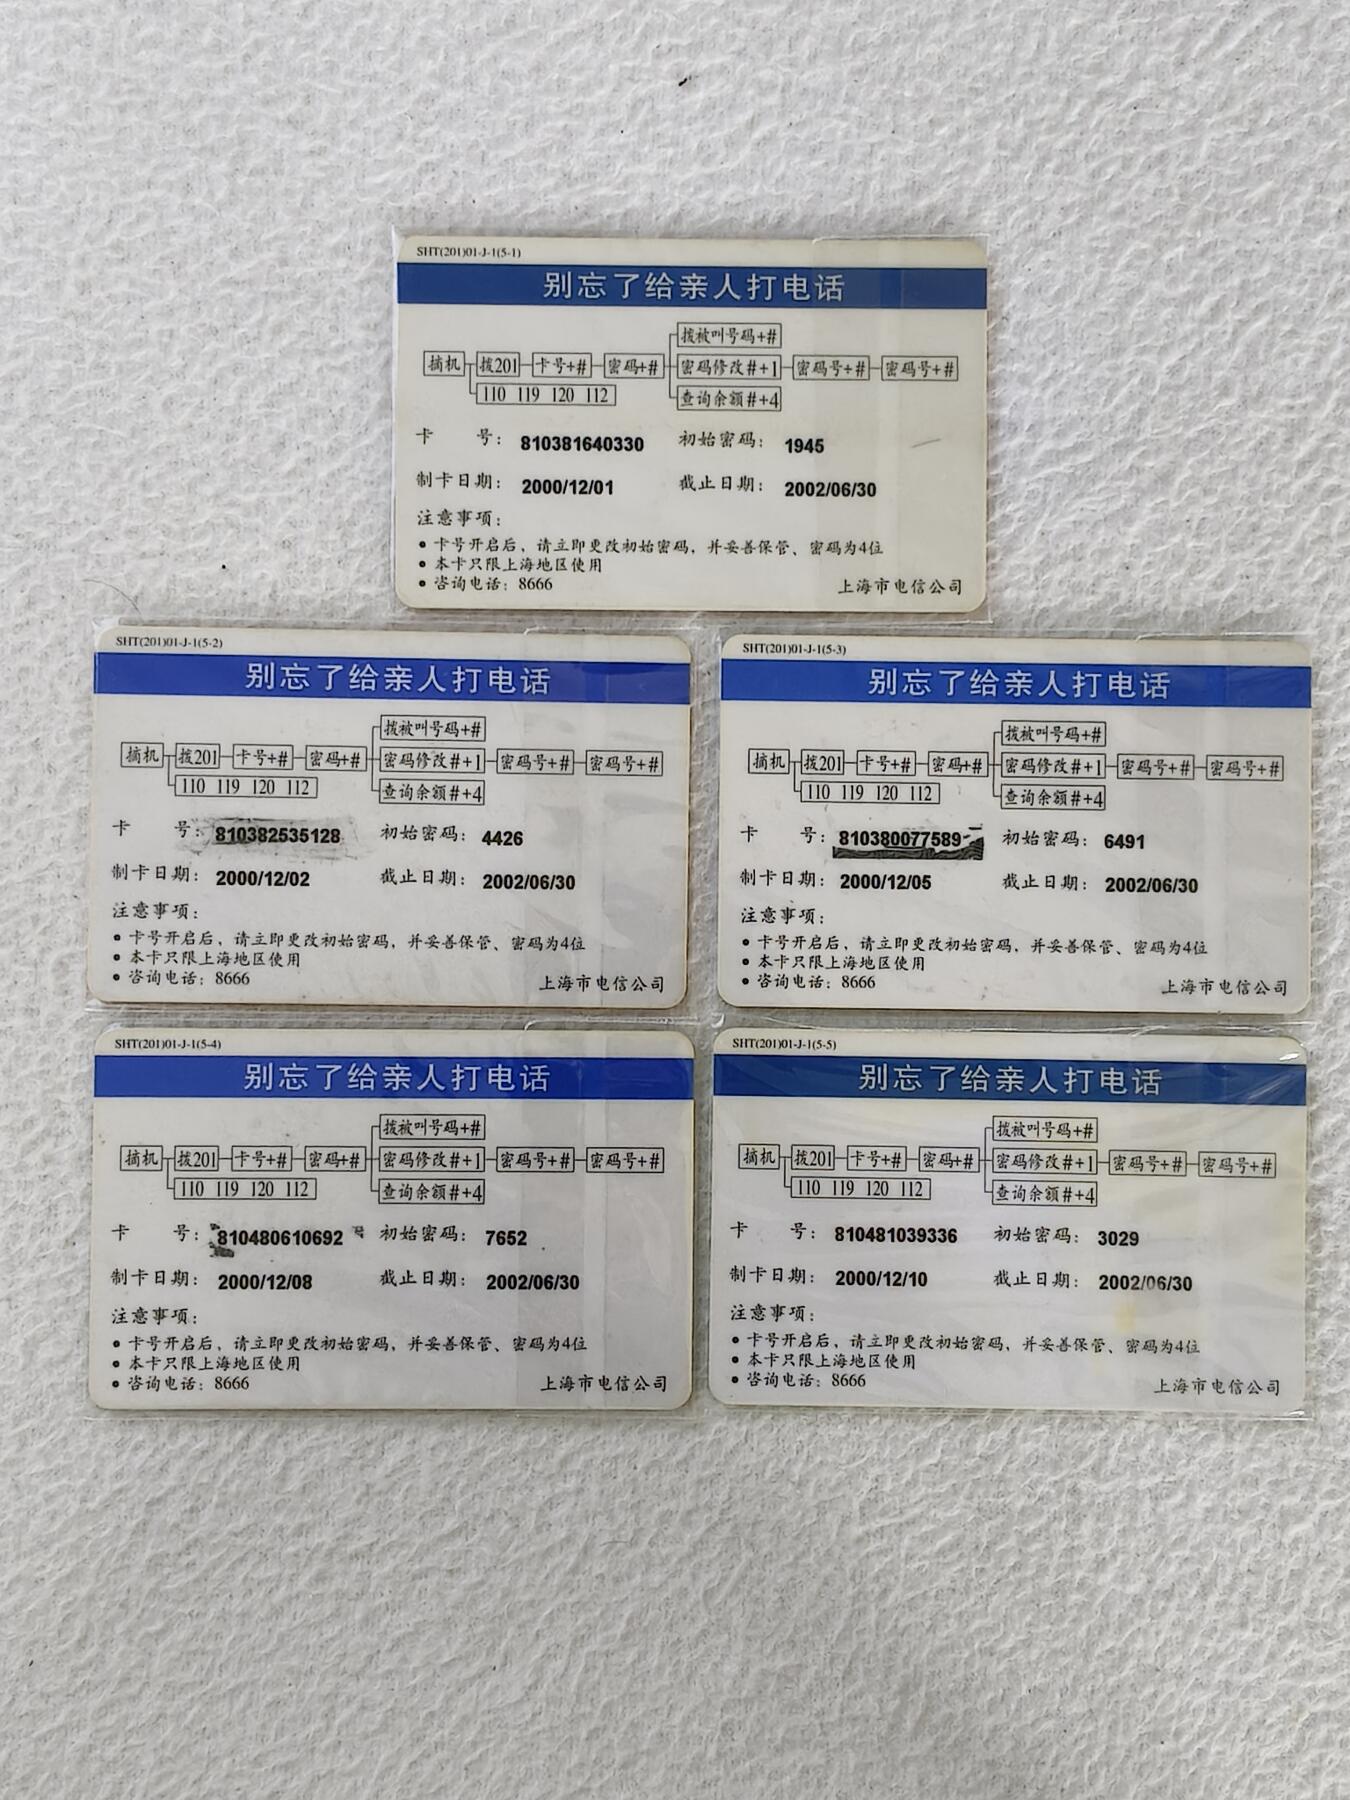 SHT(201)01-J-1(5-1)
别忘了给亲人打电话
拨被叫号码+#
摘机 拨201 卡号+# 密码+# 密码修改#+1 密码号+# 密码号+#
110 119 120 112 查询余额#+4
卡 号: 810381640330 初始密码: 1945
制卡日期: 2000/12/01 截止日期: 2002/06/30
注意事项:
• 卡号开启后，请立即更改初始密码，并妥善保管、密码为4位
• 本卡只限上海地区使用
• 咨询电话: 8666 上海市电信公司
SHT(201)01-J-1(5-2)
别忘了给亲人打电话
拨被叫号码+#
摘机 拨201 卡号+# 密码+# 密码修改#+1 密码号+# 密码号+#
110 119 120 112 查询余额#+4
卡 号: 810382535128 初始密码: 4426
制卡日期: 2000/12/02 截止日期: 2002/06/30
注意事项:
• 卡号开启后，请立即更改初始密码，并妥善保管、密码为4位
• 本卡只限上海地区使用
• 咨询电话: 8666 上海市电信公司
SHT(201)01-J-1(5-3)
别忘了给亲人打电话
拨被叫号码+#
摘机 拨201 卡号+# 密码+# 密码修改#+1 密码号+# 密码号+#
110 119 120 112 查询余额#+4
卡 号: 810380077589 初始密码: 6491
制卡日期: 2000/12/05 截止日期: 2002/06/30
注意事项:
• 卡号开启后，请立即更改初始密码，并妥善保管、密码为4位
• 本卡只限上海地区使用
• 咨询电话: 8666 上海市电信公司
SHT(201)01-J-1(5-4)
别忘了给亲人打电话
拨被叫号码+#
摘机 拨201 卡号+# 密码+# 密码修改#+1 密码号+# 密码号+#
110 119 120 112 查询余额#+4
卡 号: 810480610692 初始密码: 7652
制卡日期: 2000/12/08 截止日期: 2002/06/30
注意事项:
• 卡号开启后，请立即更改初始密码，并妥善保管、密码为4位
• 本卡只限上海地区使用
• 咨询电话: 8666 上海市电信公司
SHT(201)01-J-1(5-5)
别忘了给亲人打电话
拨被叫号码+#
摘机 拨201 卡号+# 密码+# 密码修改#+1 密码号+# 密码号+#
110 119 120 112 查询余额#+4
卡 号: 810481039336 初始密码: 3029
制卡日期: 2000/12/10 截止日期: 2002/06/30
注意事项:
• 卡号开启后，请立即更改初始密码，并妥善保管、密码为4位
• 本卡只限上海地区使用
• 咨询电话: 8666 上海市电信公司